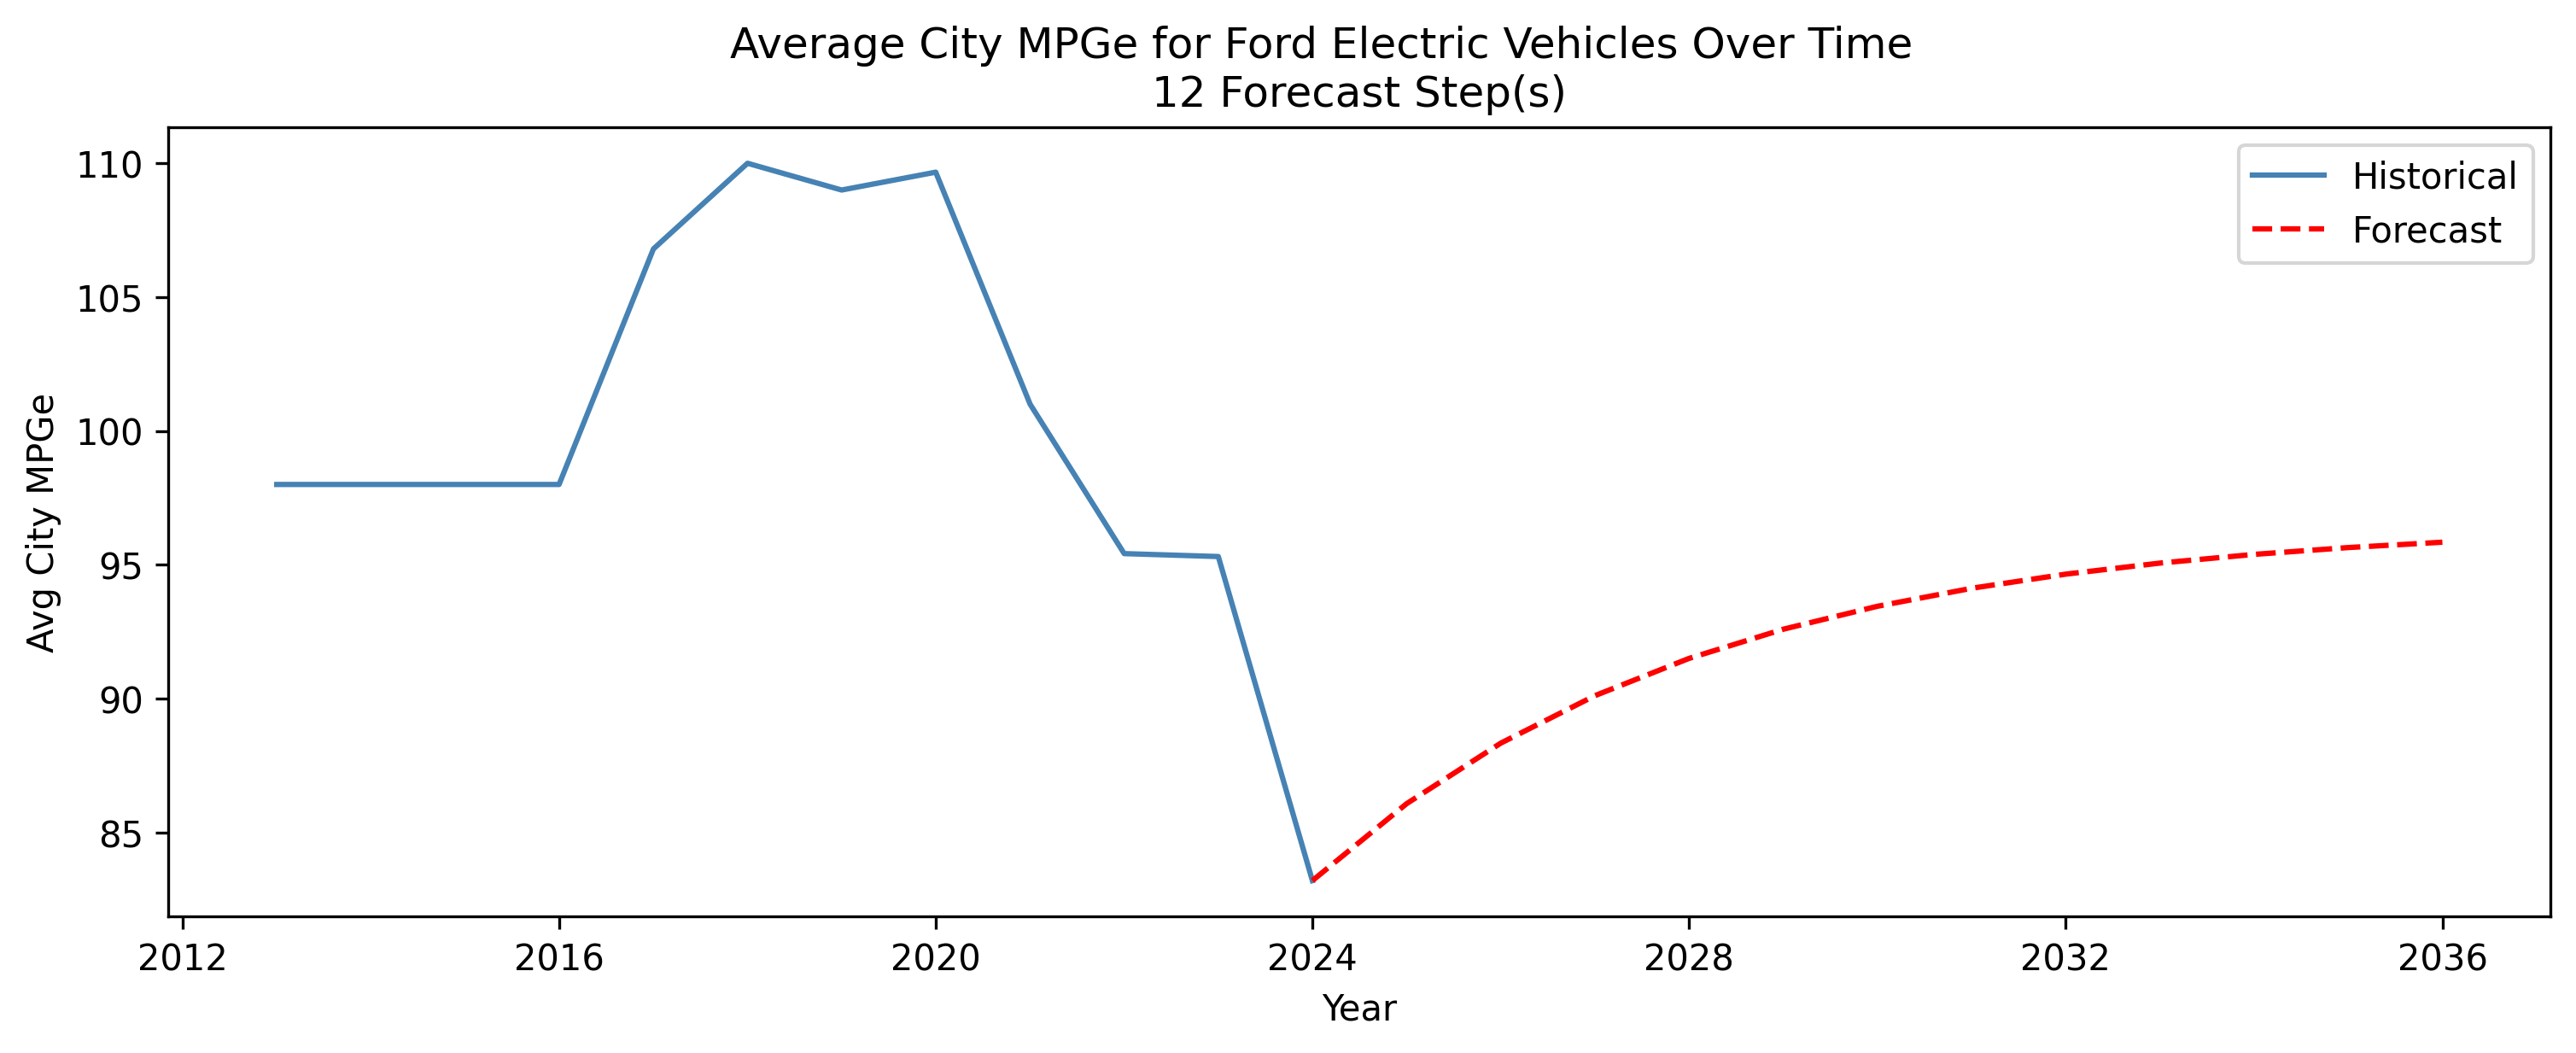 Average City MPGe for Ford Electric Vehicles Over Time
12 Forecast Step(s)
Historical
Forecast
Avg City MPGe
110
105
100
95
90
85
2012
2016
2020
2024
2028
2032
2036
Year